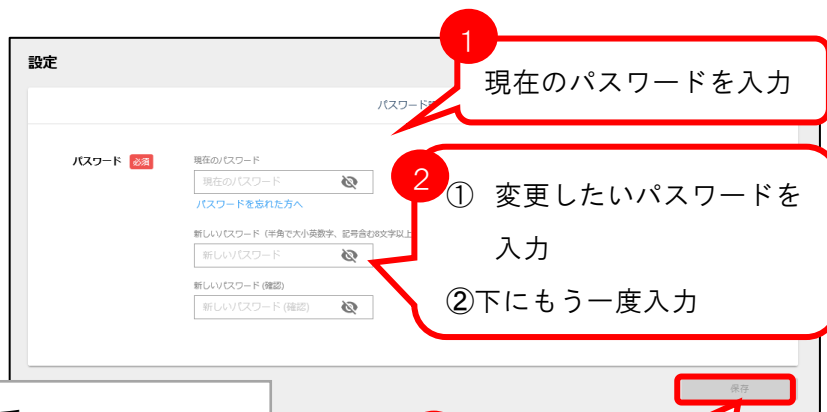 1
設定
現在のパスワードを入力
パスワード
パスワード 必須
現在のパスワード
現在のパスワード
パスワードを忘れた方へ
2
① 変更したいパスワードを
入力
②下にもう一度入力
新しいパスワード (半角で大小英数字、記号含む8文字以上
新しいパスワード
新しいパスワード (確認)
新しいパスワード (確認)
保存